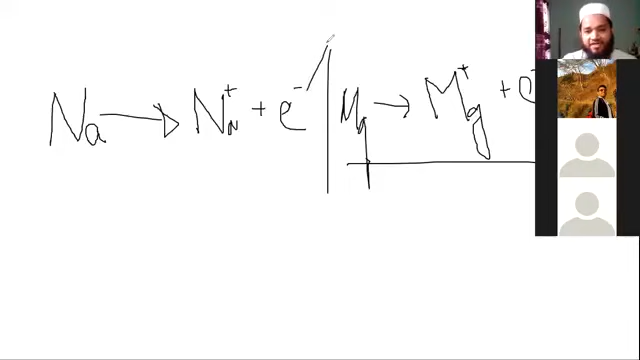 Na → Na⁺ + e⁻
Mg → Mg⁺ + e⁻